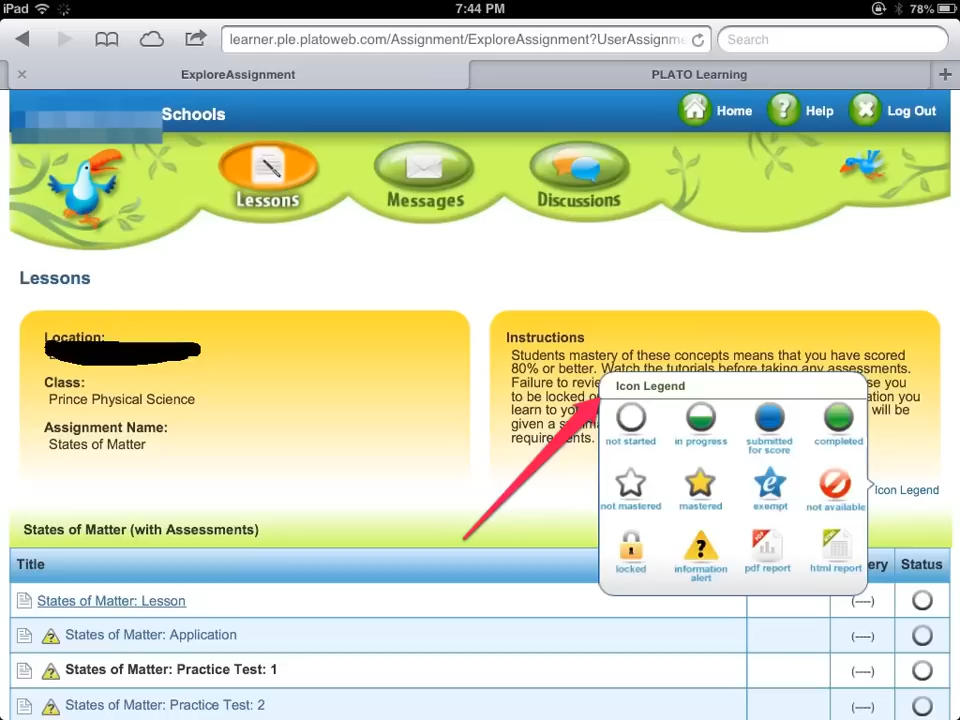 iPad 7:44 PM 78%
learner.ple.platoweb.com/Assignment/ExploreAssignment?UserAssignm Search
ExploreAssignment PLATO Learning
Schools Home Help Log Out
Lessons Messages Discussions
Lessons
Location:
Class:
Prince Physical Science
Assignment Name:
States of Matter
Instructions
Students mastery of these concepts means that you have scored
80% or better. Watch the tutorials before taking any assessments.
Failure to se you
to be locked ation you
learn to will be
given a
requirements.
Icon Legend
not started in progress submitted for score completed
not mastered mastered exempt not available
locked information alert pdf report html report
Icon Legend
States of Matter (with Assessments)
Title ery Status
States of Matter: Lesson (----)
States of Matter: Application (----)
States of Matter: Practice Test: 1 (----)
States of Matter: Practice Test: 2 (----)